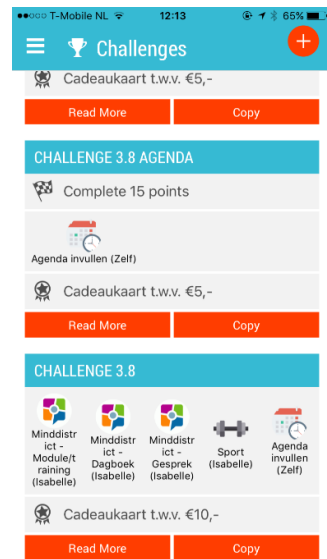 T-Mobile NL 12:13 65%
Challenges
Cadeaukaart t.w.v. €5,-
Read More Copy
CHALLENGE 3.8 AGENDA
Complete 15 points
Agenda invullen (Zelf)
Cadeaukaart t.w.v. €5,-
Read More Copy
CHALLENGE 3.8
Minddistr
ict -
Module/t
raining
(Isabelle)
Minddistr
ict -
Dagboek
(Isabelle)
Minddistr
ict -
Gesprek
(Isabelle)
Sport
(Isabelle)
Agenda
invullen
(Zelf)
Cadeaukaart t.w.v. €10,-
Read More Copy